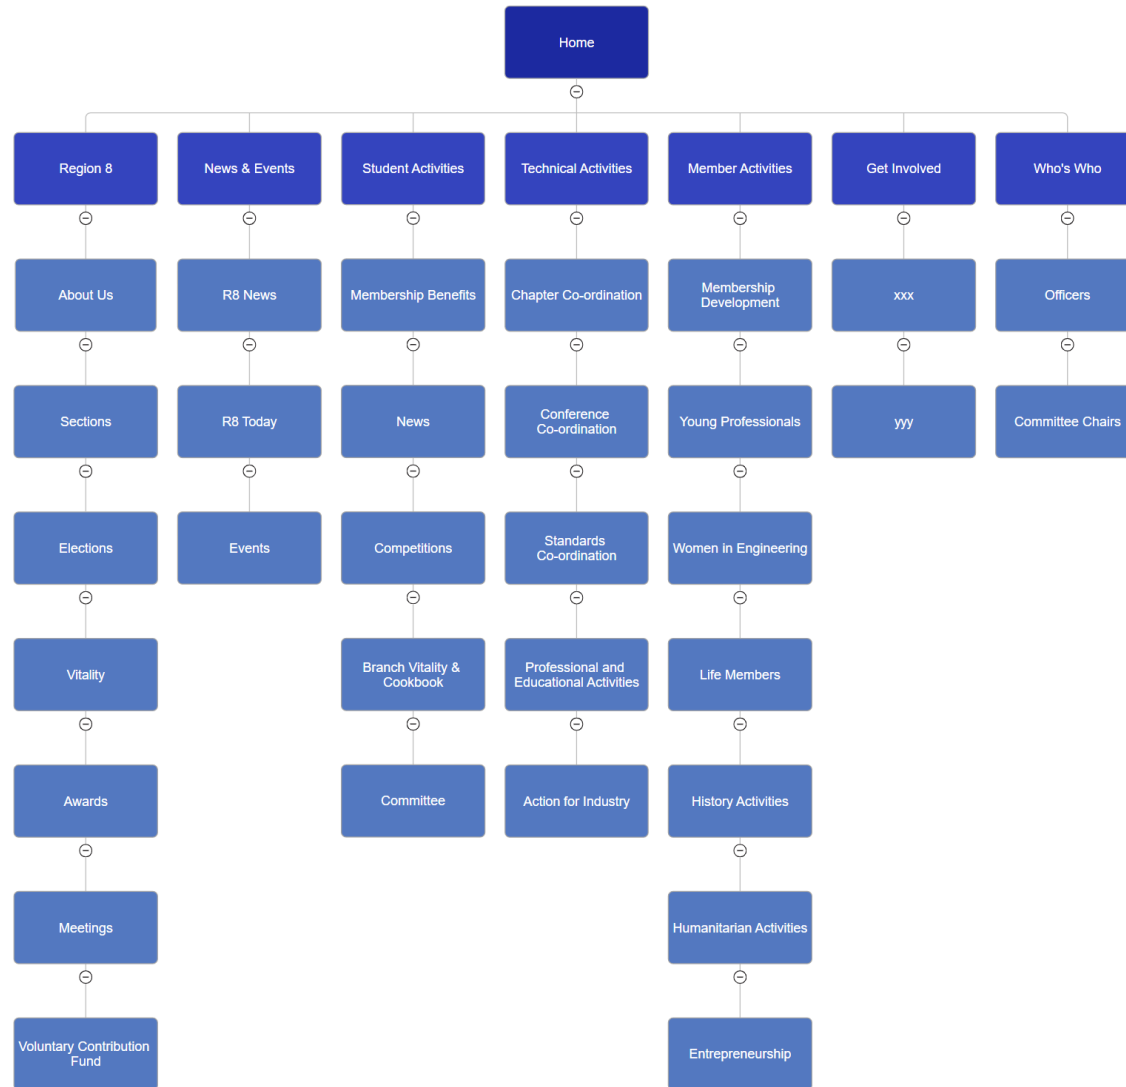 Home
Region 8
News & Events
Student Activities
Technical Activities
Member Activities
Get Involved
Who's Who
About Us
R8 News
Membership Benefits
Chapter Co-ordination
Membership
Development
xxx
Officers
Sections
R8 Today
News
Conference
Co-ordination
Young Professionals
yyy
Committee Chairs
Elections
Events
Competitions
Standards
Co-ordination
Women in Engineering
Vitality
Branch Vitality &
Cookbook
Professional and
Educational Activities
Life Members
Awards
Committee
Action for Industry
History Activities
Meetings
Humanitarian Activities
Voluntary Contribution
Fund
Entrepreneurship